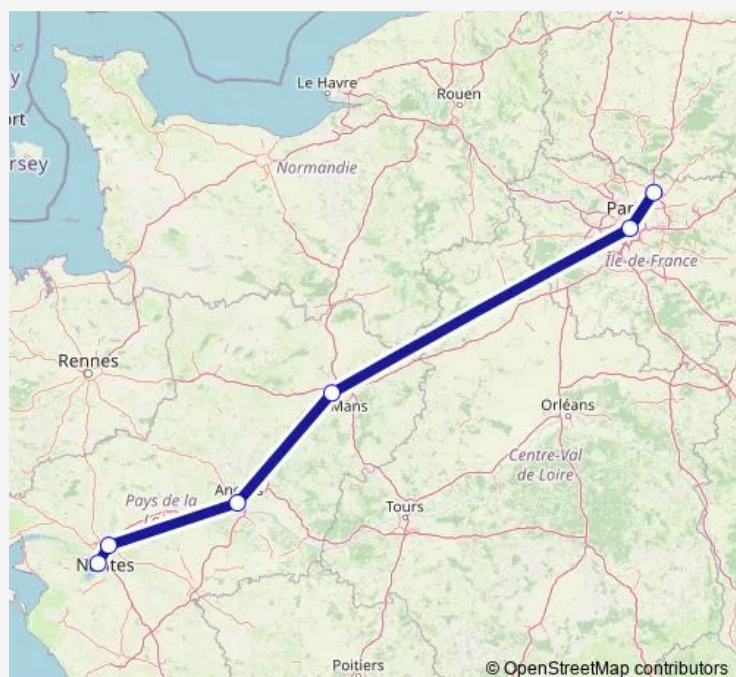 Le Havre
Rouen
Normandie
ort
rsey
Par
Île-de-France
Rennes
Mans
Orléans
Centre-Val
de Loire
Pays de la
Tours
Nantes
Poitiers
© OpenStreetMap contributors